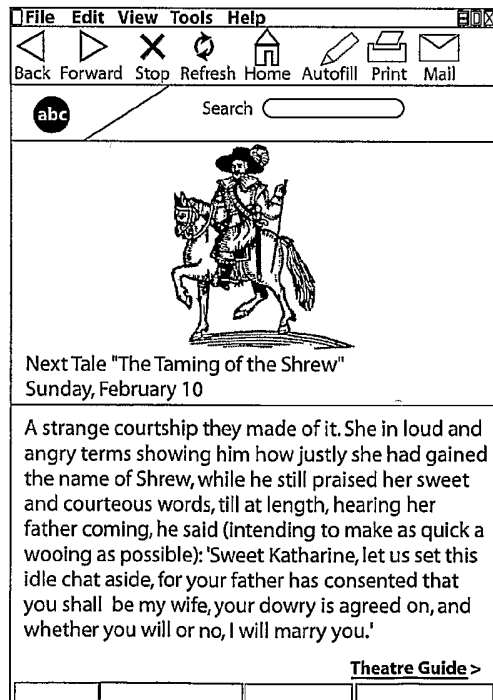 File Edit View Tools Help
Back Forward Stop Refresh Home Autofill Print Mail
abc
Search
Next Tale "The Taming of the Shrew"
Sunday, February 10
A strange courtship they made of it. She in loud and
angry terms showing him how justly she had gained
the name of Shrew, while he still praised her sweet
and courteous words, till at length, hearing her
father coming, he said (intending to make as quick a
wooing as possible): 'Sweet Katharine, let us set this
idle chat aside, for your father has consented that
you shall be my wife, your dowry is agreed on, and
whether you will or no, I will marry you.'
Theatre Guide >